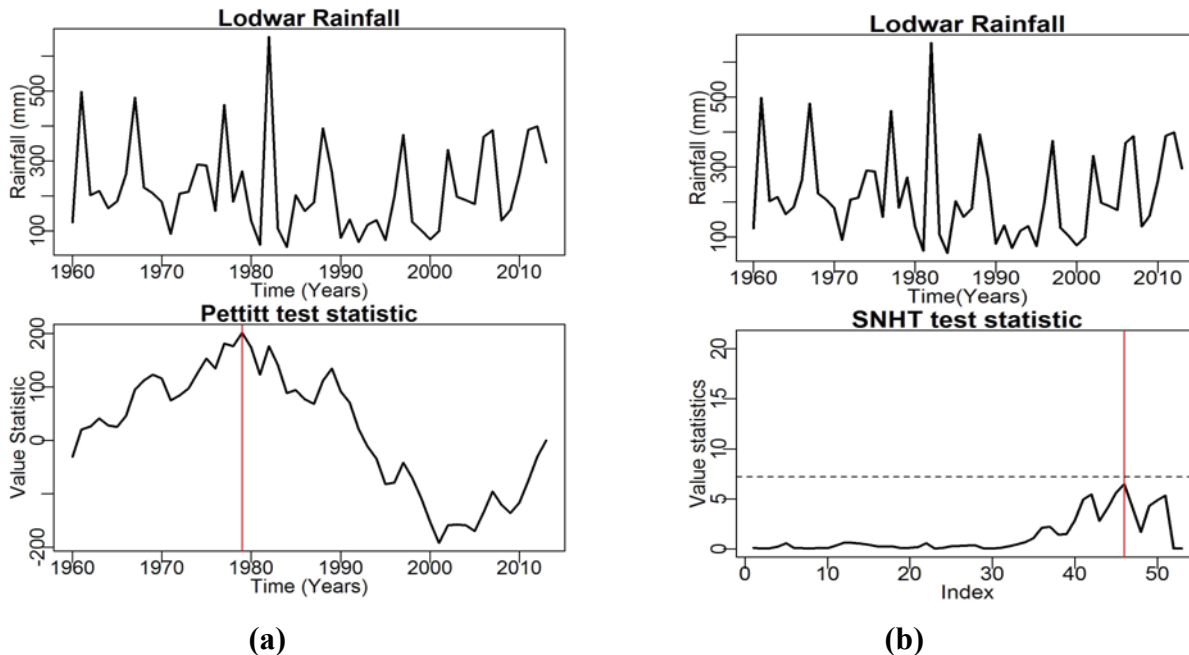 Lodwar Rainfall
Rainfall (mm)
500
300
100
1960 1970 1980 1990 2000 2010
Time (Years)
Pettitt test statistic
Value Statistic
200
100
0
-200
1960 1970 1980 1990 2000 2010
Time (Years)
(a)
Lodwar Rainfall
Rainfall (mm)
500
300
100
1960 1970 1980 1990 2000 2010
Time(Years)
SNHT test statistic
Value statistics
20
15
10
5
0
0 10 20 30 40 50
Index
(b)